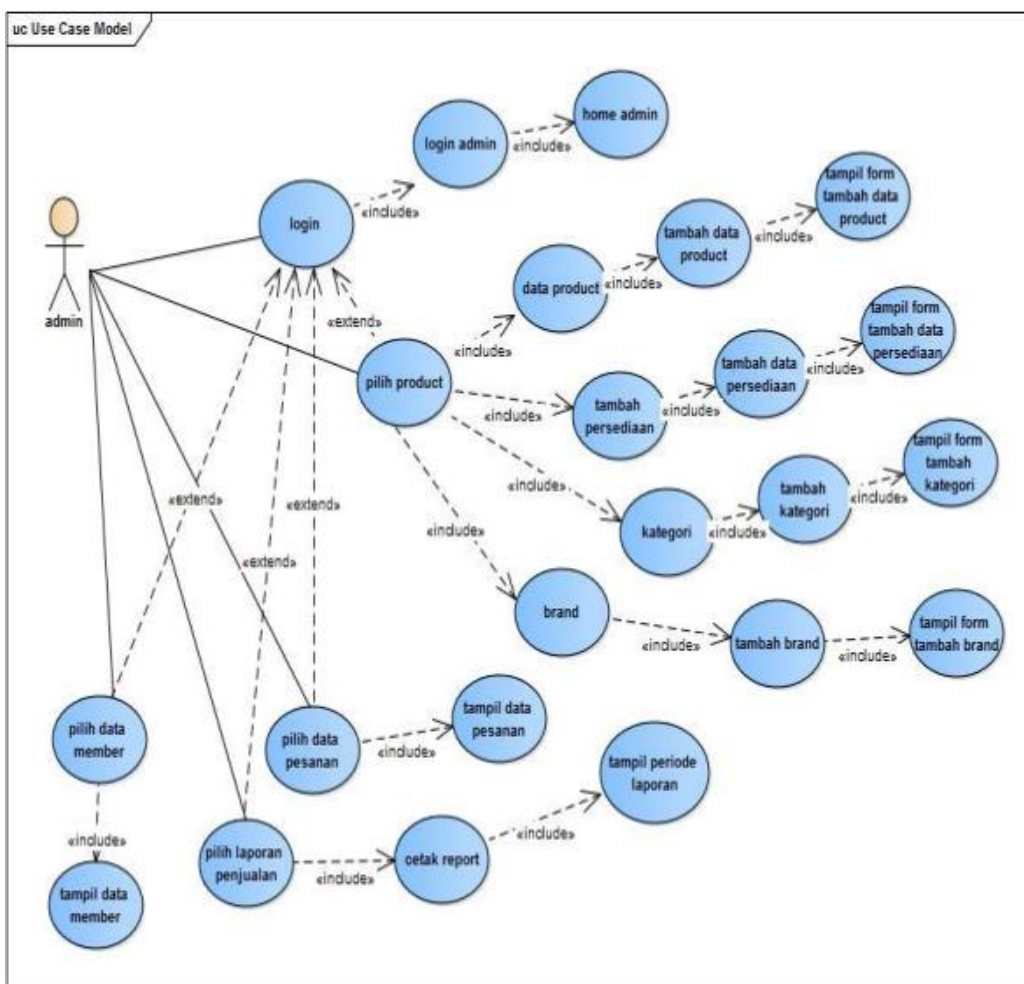 uc Use Case Model
home admin
login admin
«include»
tampil form
tambah data
product
login
«include»
tambah data
product
«include»
admin
data product
«include»
«extend»
«include»
tampil form
tambah data
persediaan
pilih product
tambah data
persediaan
«include»
«include»
tambah
persediaan
«include»
tampil form
tambah
kategori
«extend»
«extend»
«include»
tambah
kategori
«include»
«include»
kategori
«include»
«extend»
brand
tampil form
tambah brand
«include»
tambah brand
«include»
pilih data
member
pilih data
pesanan
«include»
tampil data
pesanan
tampil periode
laporan
«include»
«include»
pilih laporan
penjualan
«include»
cetak report
tampil data
member